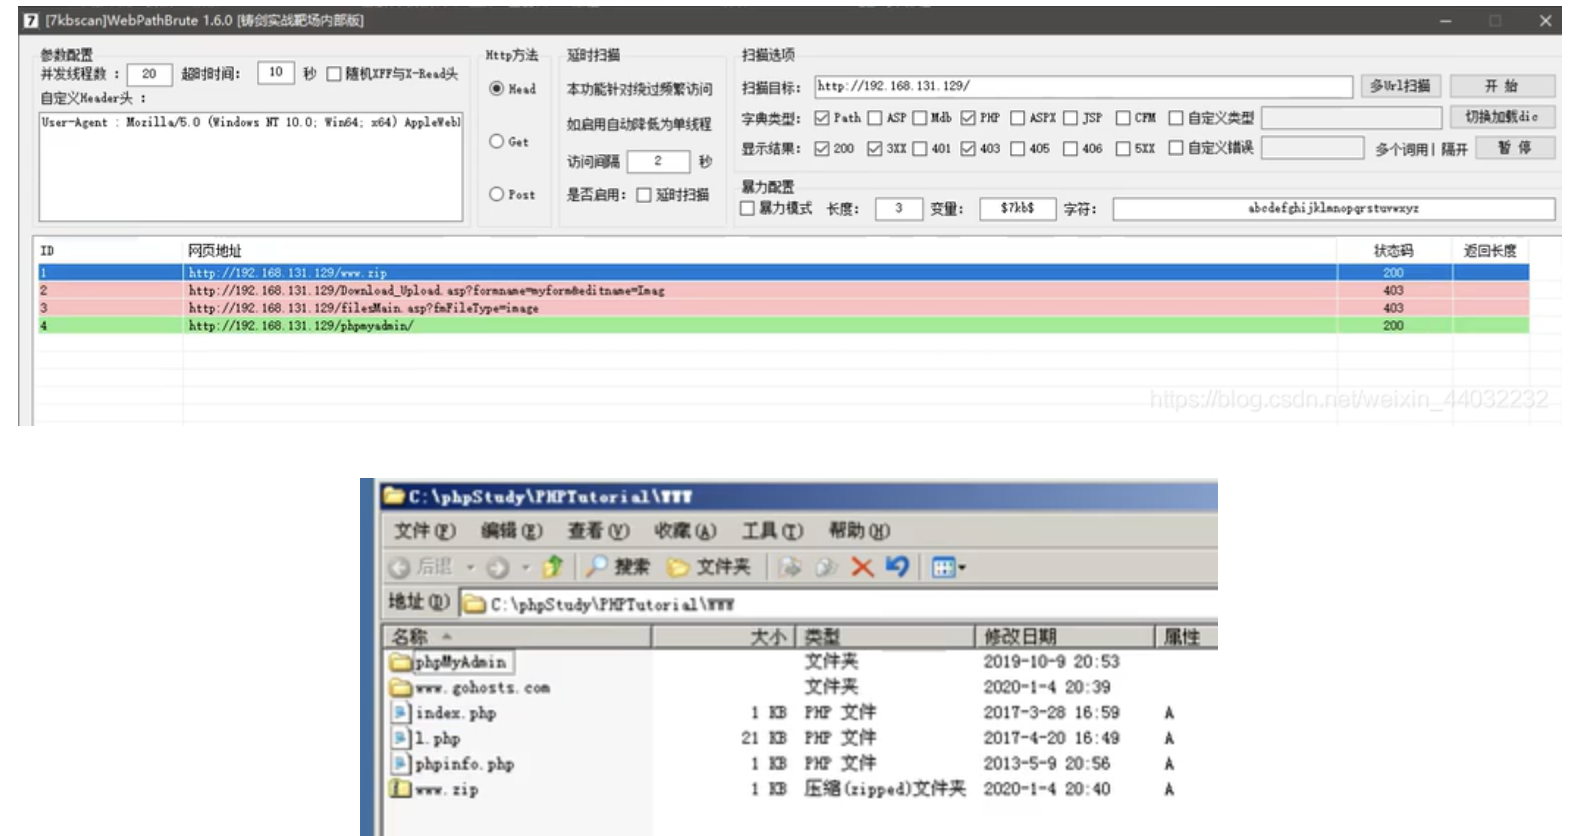 [7kbscan]WebPathBrute 1.6.0 [铸剑实战靶场内部版]
参数配置
并发线程数 : 20 超时时间: 10 秒 随机XFF与X-Read头
自定义Header头 :
User-Agent : Mozilla/5.0 (Windows NT 10.0; Win64; x64) AppleWebl
Http方法
Head
Get
Post
延时扫描
本功能针对绕过频繁访问
如启用自动降低为单线程
访问间隔 2 秒
是否启用: 延时扫描
扫描选项
扫描目标: http://192.168.131.129/ 多Url扫描 开 始
字典类型: Path ASP Mdb PHP ASPX JSP CFM 自定义类型 切换加载dic
显示结果: 200 3XX 401 403 405 406 5XX 自定义错误 多个词用| 隔开 暂 停
暴力配置
暴力模式 长度: 3 变量: $7kb$ 字符: abcdefghijklmnopqrstuvwxyz
ID 网页地址 状态码 返回长度
1 http://192.168.131.129/www.zip 200
2 http://192.168.131.129/Download_Upload.asp?formname=myform&editname=Imag 403
3 http://192.168.131.129/filesMain.asp?fmFileType=image 403
4 http://192.168.131.129/phpmyadmin/ 200
https://blog.csdn.net/weixin_44032232
C:\phpStudy\PHPTutorial\WWW
文件(F) 编辑(E) 查看(V) 收藏(A) 工具(T) 帮助(H)
后退 搜索 文件夹
地址(D) C:\phpStudy\PHPTutorial\WWW
名称 大小 类型 修改日期 属性
phpMyAdmin 文件夹 2019-10-9 20:53
www.gohosts.com 文件夹 2020-1-4 20:39
index.php 1 KB PHP 文件 2017-3-28 16:59 A
l.php 21 KB PHP 文件 2017-4-20 16:49 A
phpinfo.php 1 KB PHP 文件 2013-5-9 20:56 A
www.zip 1 KB 压缩(zipped)文件夹 2020-1-4 20:40 A